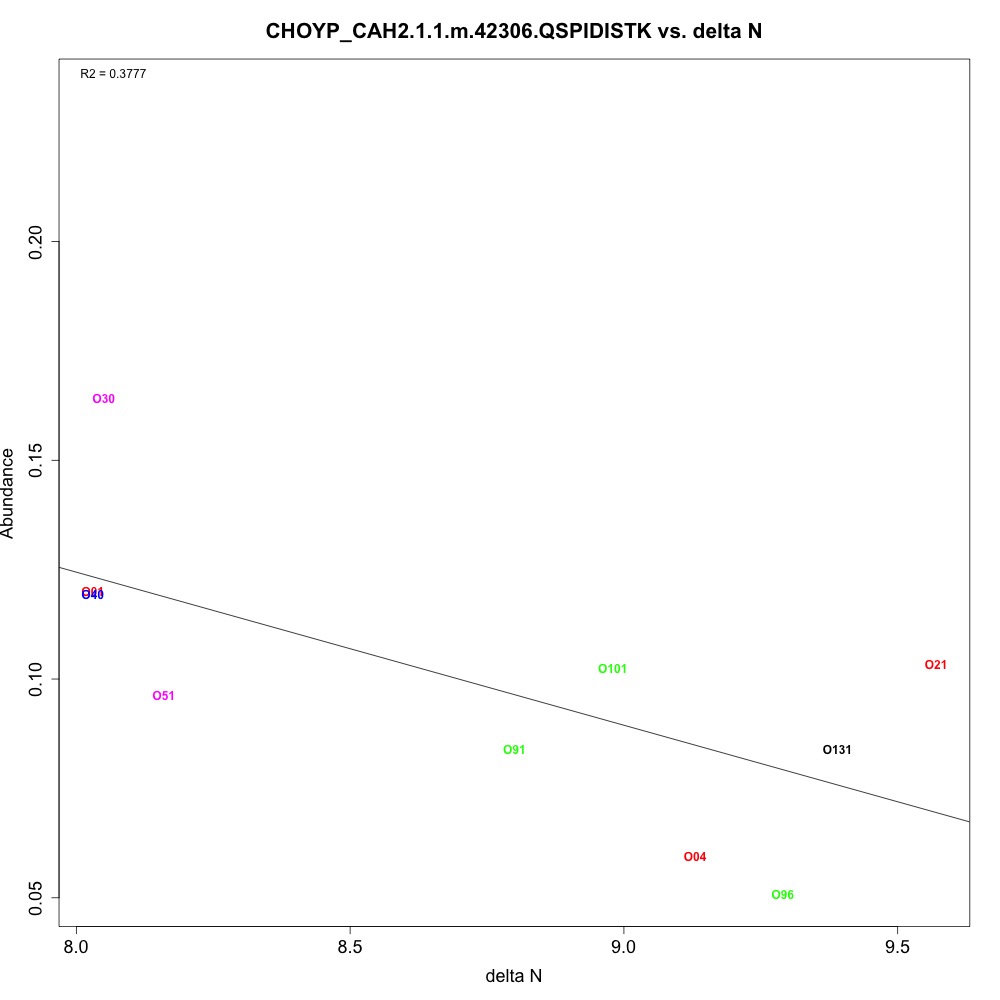 CHOYP_CAH2.1.1.m.42306.QSPIDISTK vs. delta N
R2 = 0.3777
0.20
O30
0.15
Abundance
O40
O101
O21
0.10
O51
O91
O131
O04
O96
0.05
8.0 8.5 9.0 9.5
delta N